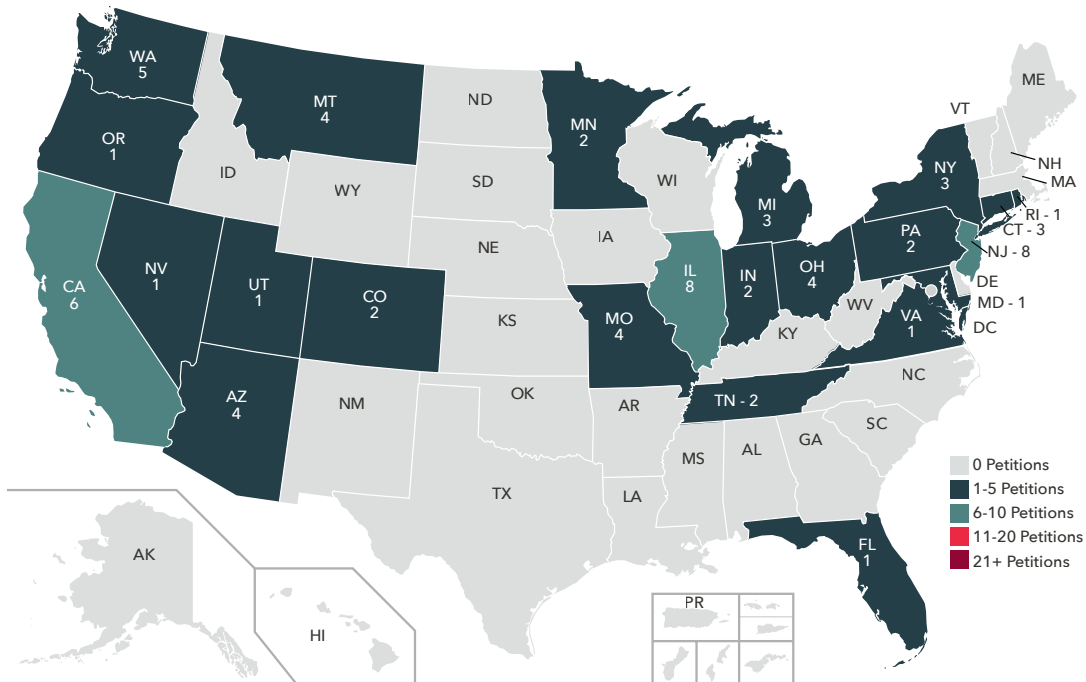 WA
5
MT
4
ND
MN
2
ME
VT
OR
1
ID
WY
SD
WI
MI
3
NY
3
NH
MA
RI - 1
CT - 3
NJ - 8
PA
2
NE
IA
CA
6
NV
1
UT
1
CO
2
IL
8
IN
2
OH
4
DE
MD - 1
DC
WV
VA
1
KS
MO
4
KY
AZ
4
NM
OK
AR
TN - 2
NC
SC
MS
AL
GA
TX
LA
FL
1
AK
HI
PR
0 Petitions
1-5 Petitions
6-10 Petitions
11-20 Petitions
21+ Petitions